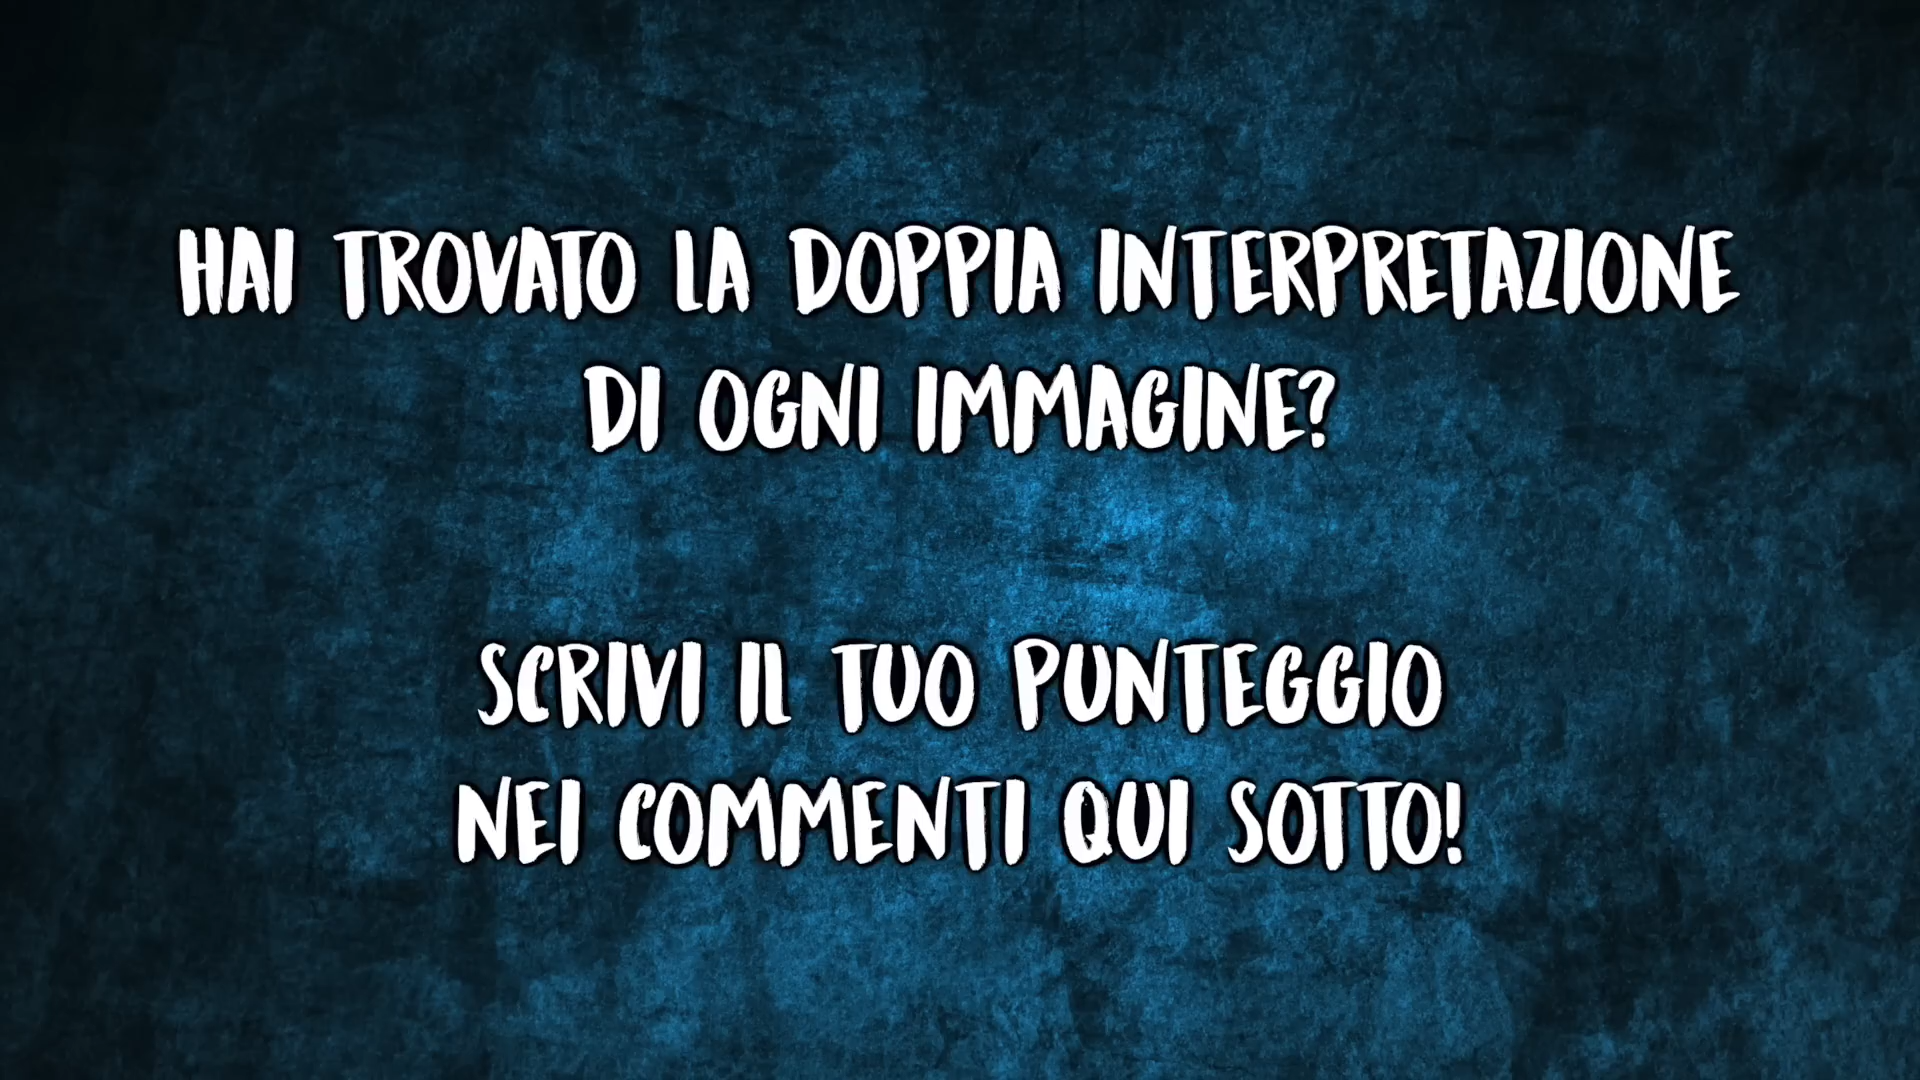 HAI TROVATO LA DOPPIA INTERPRETAZIONE
DI OGNI IMMAGINE?
SCRIVI IL TUO PUNTEGGIO
NEI COMMENTI QUI SOTTO!